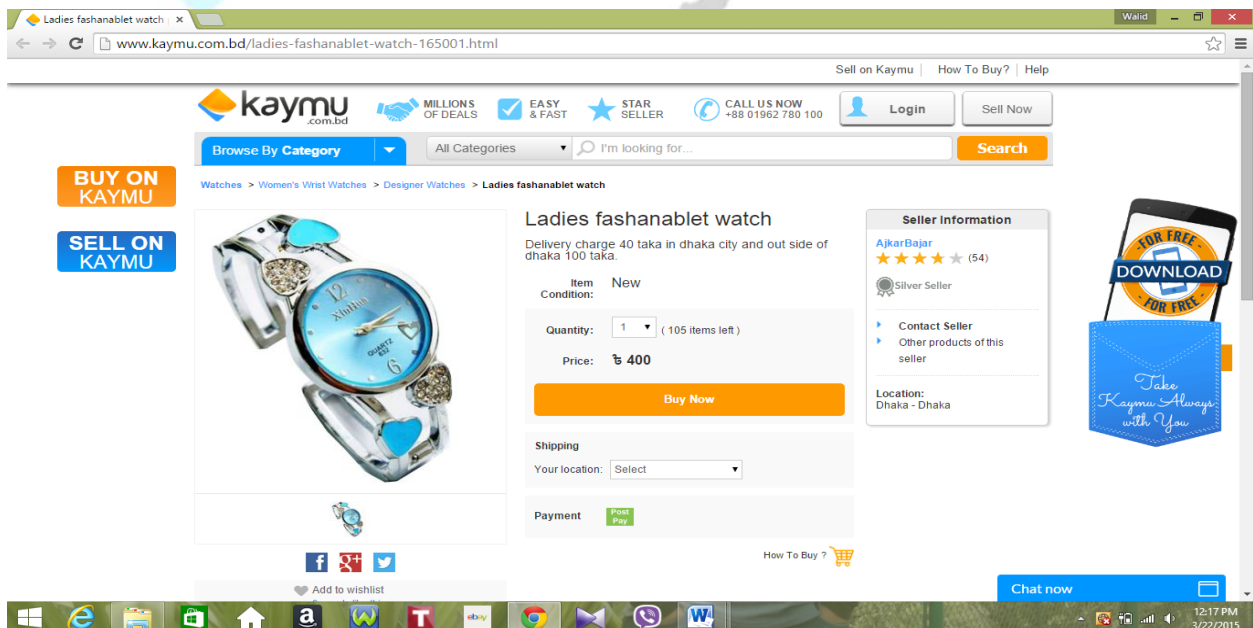 Ladies fashanablet watch
Walid
www.kaymu.com.bd/ladies-fashanablet-watch-165001.html
Sell on Kaymu | How To Buy? | Help
kaymu
.com.bd
MILLIONS
OF DEALS
EASY
& FAST
STAR
SELLER
CALL US NOW
+88 01962 780 100
Login
Sell Now
Browse By Category
All Categories
I'm looking for...
Search
BUY ON
KAYMU
SELL ON
KAYMU
Watches > Women's Wrist Watches > Designer Watches > Ladies fashanablet watch
12
XiuHua
QUARTZ
632
6
Ladies fashanablet watch
Delivery charge 40 taka in dhaka city and out side of
dhaka 100 taka.
Item
Condition:
New
Quantity: 1 ( 105 items left )
Price: ৳ 400
Buy Now
Shipping
Your location: Select
Payment
Post
Pay
How To Buy ?
Seller Information
AjkarBajar
(54)
Silver Seller
Contact Seller
Other products of this
seller
Location:
Dhaka - Dhaka
FOR FREE
DOWNLOAD
FOR FREE
Take
Kaymu Always
with You
Add to wishlist
Chat now
ebay
12:17 PM
3/22/2015